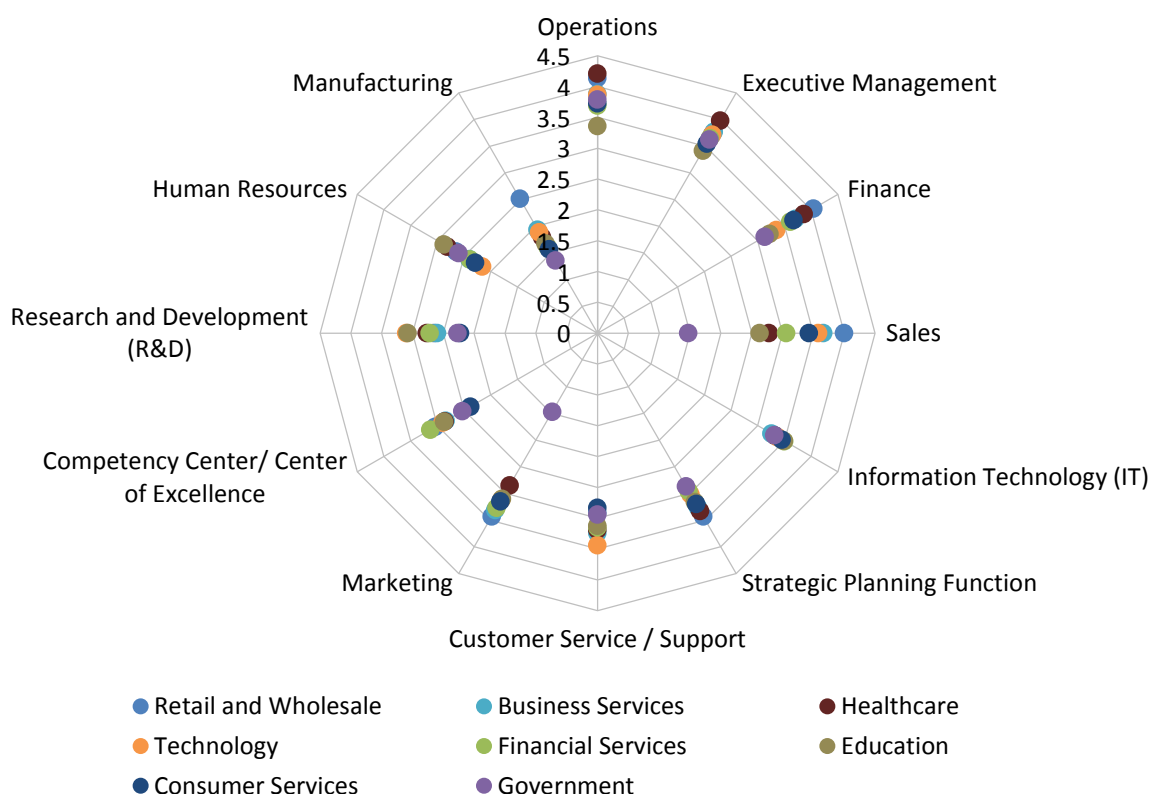 Operations
4.5
Manufacturing
4
Executive Management
3.5
3
Human Resources
2.5
Finance
2
1.5
1
Research and Development
(R&D)
0.5
0
Sales
Competency Center/ Center
of Excellence
Information Technology (IT)
Marketing
Strategic Planning Function
Customer Service / Support
Retail and Wholesale
Business Services
Healthcare
Technology
Financial Services
Education
Consumer Services
Government